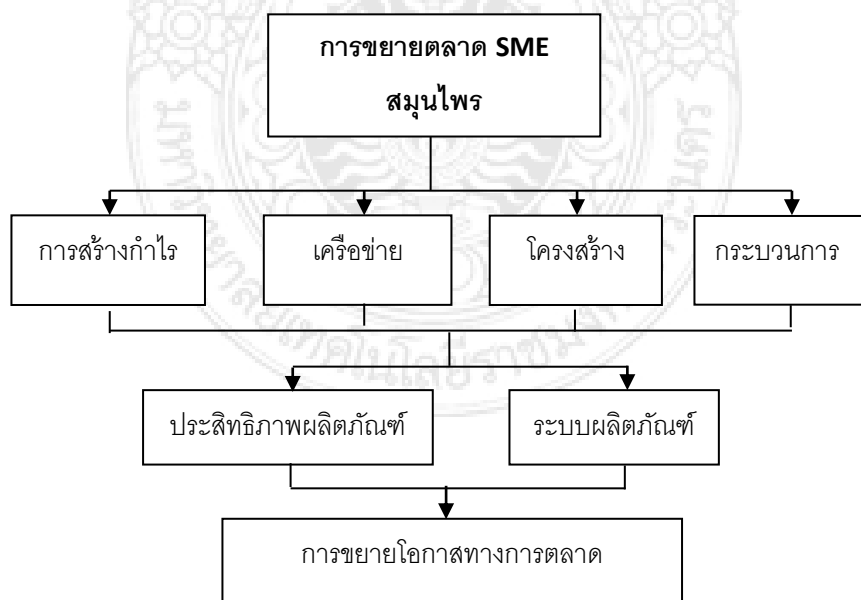 การขยายตลาด SME
สมุนไพร
การสร้างกำไร
เครือข่าย
โครงสร้าง
กระบวนการ
ประสิทธิภาพผลิตภัณฑ์
ระบบผลิตภัณฑ์
การขยายโอกาสทางการตลาด